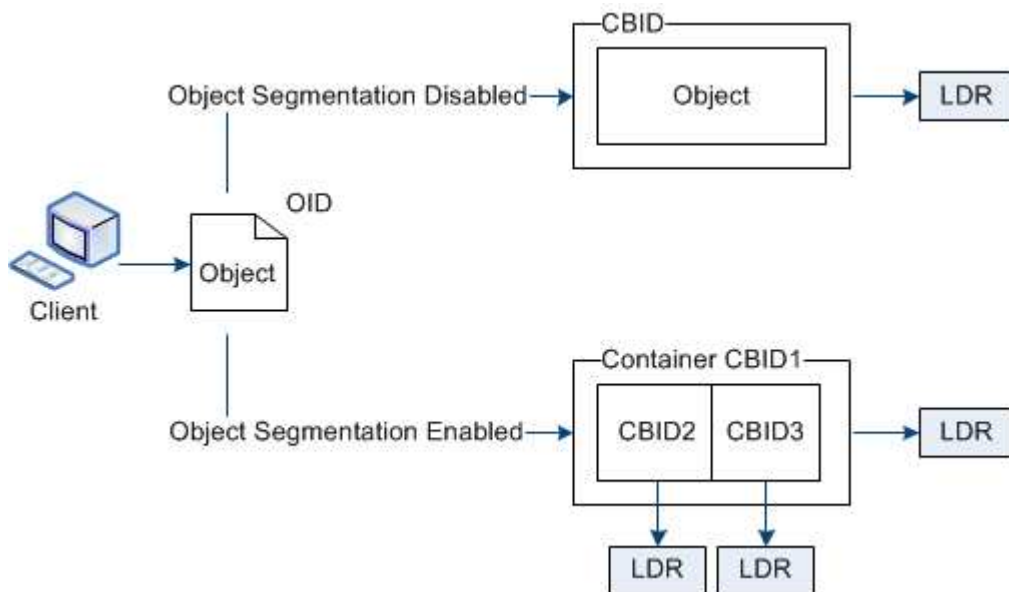 CBID
Object Segmentation Disabled
Object
LDR
OID
Object
Client
Container CBID1
Object Segmentation Enabled
CBID2
CBID3
LDR
LDR
LDR